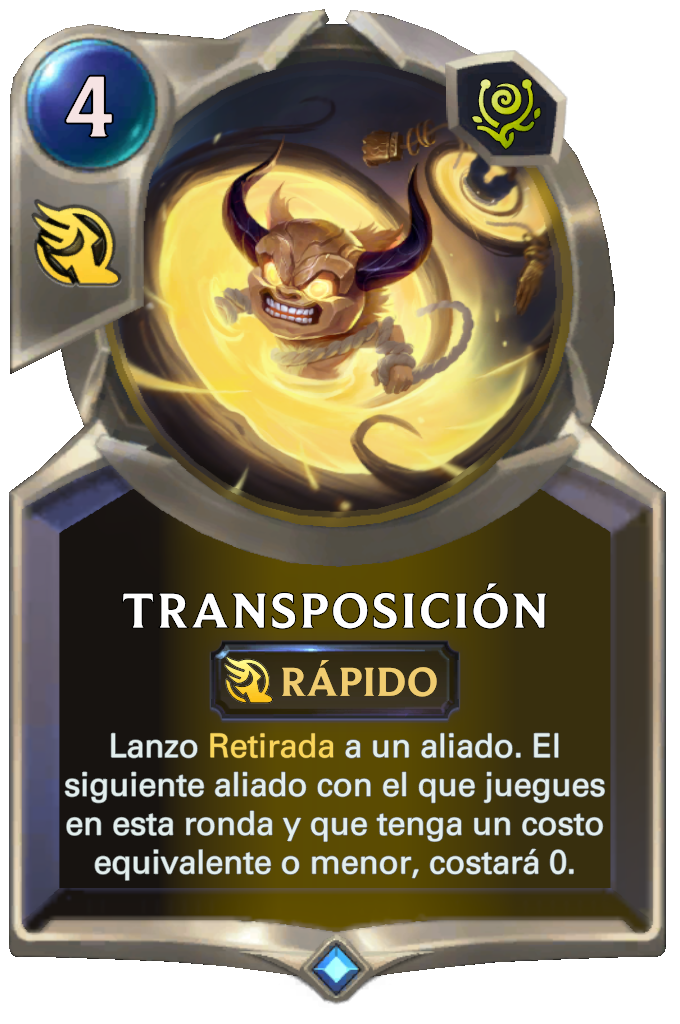 4
TRANSPOSICIÓN
RÁPIDO
Lanzo Retirada a un aliado. El
siguiente aliado con el que juegues
en esta ronda y que tenga un costo
equivalente o menor, costará 0.